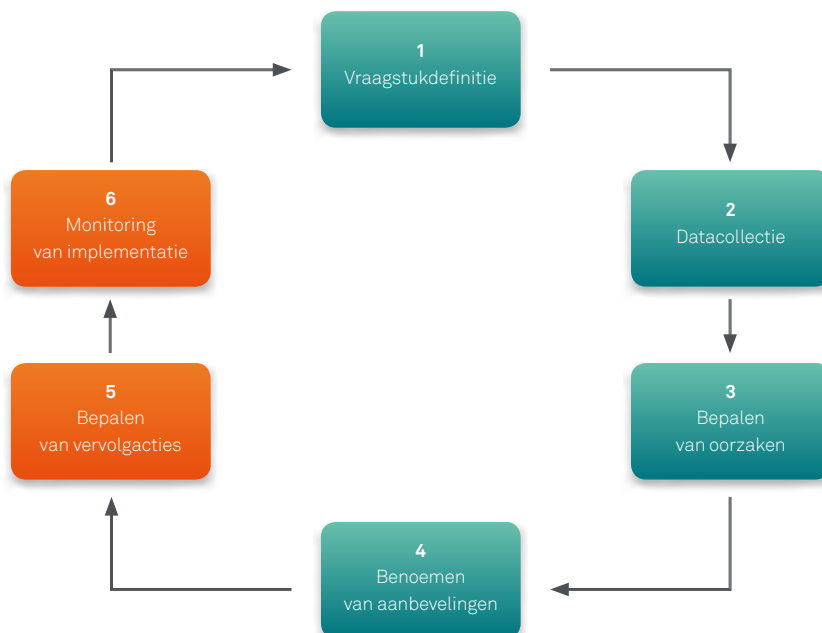 1
Vraagstukdefinitie
2
Datacollectie
3
Bepalen
van oorzaken
4
Benoemen
van aanbevelingen
5
Bepalen
van vervolgacties
6
Monitoring
van implementatie